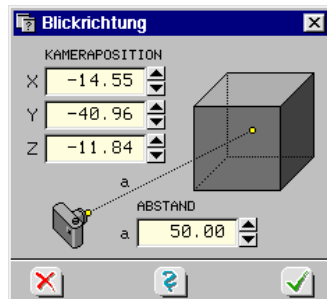 Blickrichtung
KAMERAPOSITION
X -14.55
Y -40.96
Z -11.84
a
ABSTAND
a 50.00